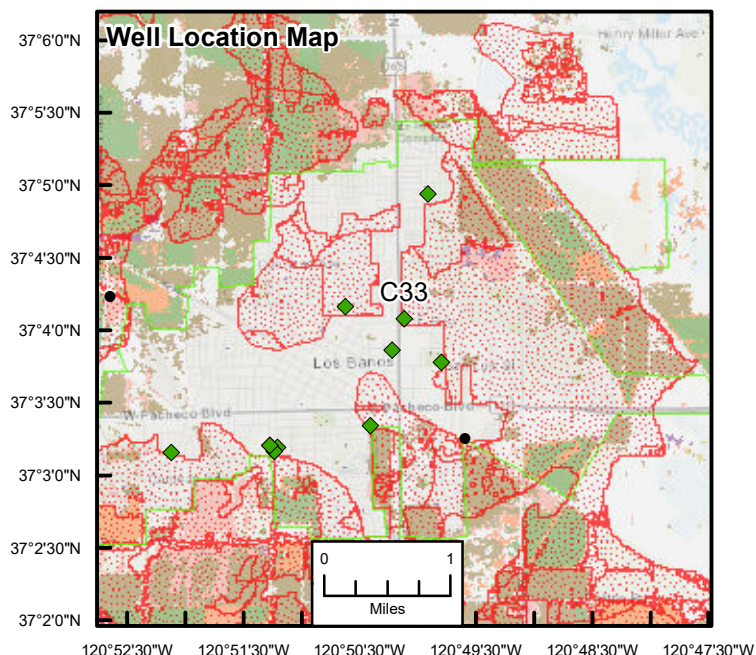 Well Location Map
Henry Miller Ave
N
165
37°6'0"N
37°5'30"N
37°5'0"N
37°4'30"N
37°4'0"N
37°3'30"N
37°3'0"N
37°2'30"N
37°2'0"N
C33
Los Banos
W Pacheco Blvd
Pacheco Blvd
0 1
Miles
120°52'30"W 120°51'30"W 120°50'30"W 120°49'30"W 120°48'30"W 120°47'30"W